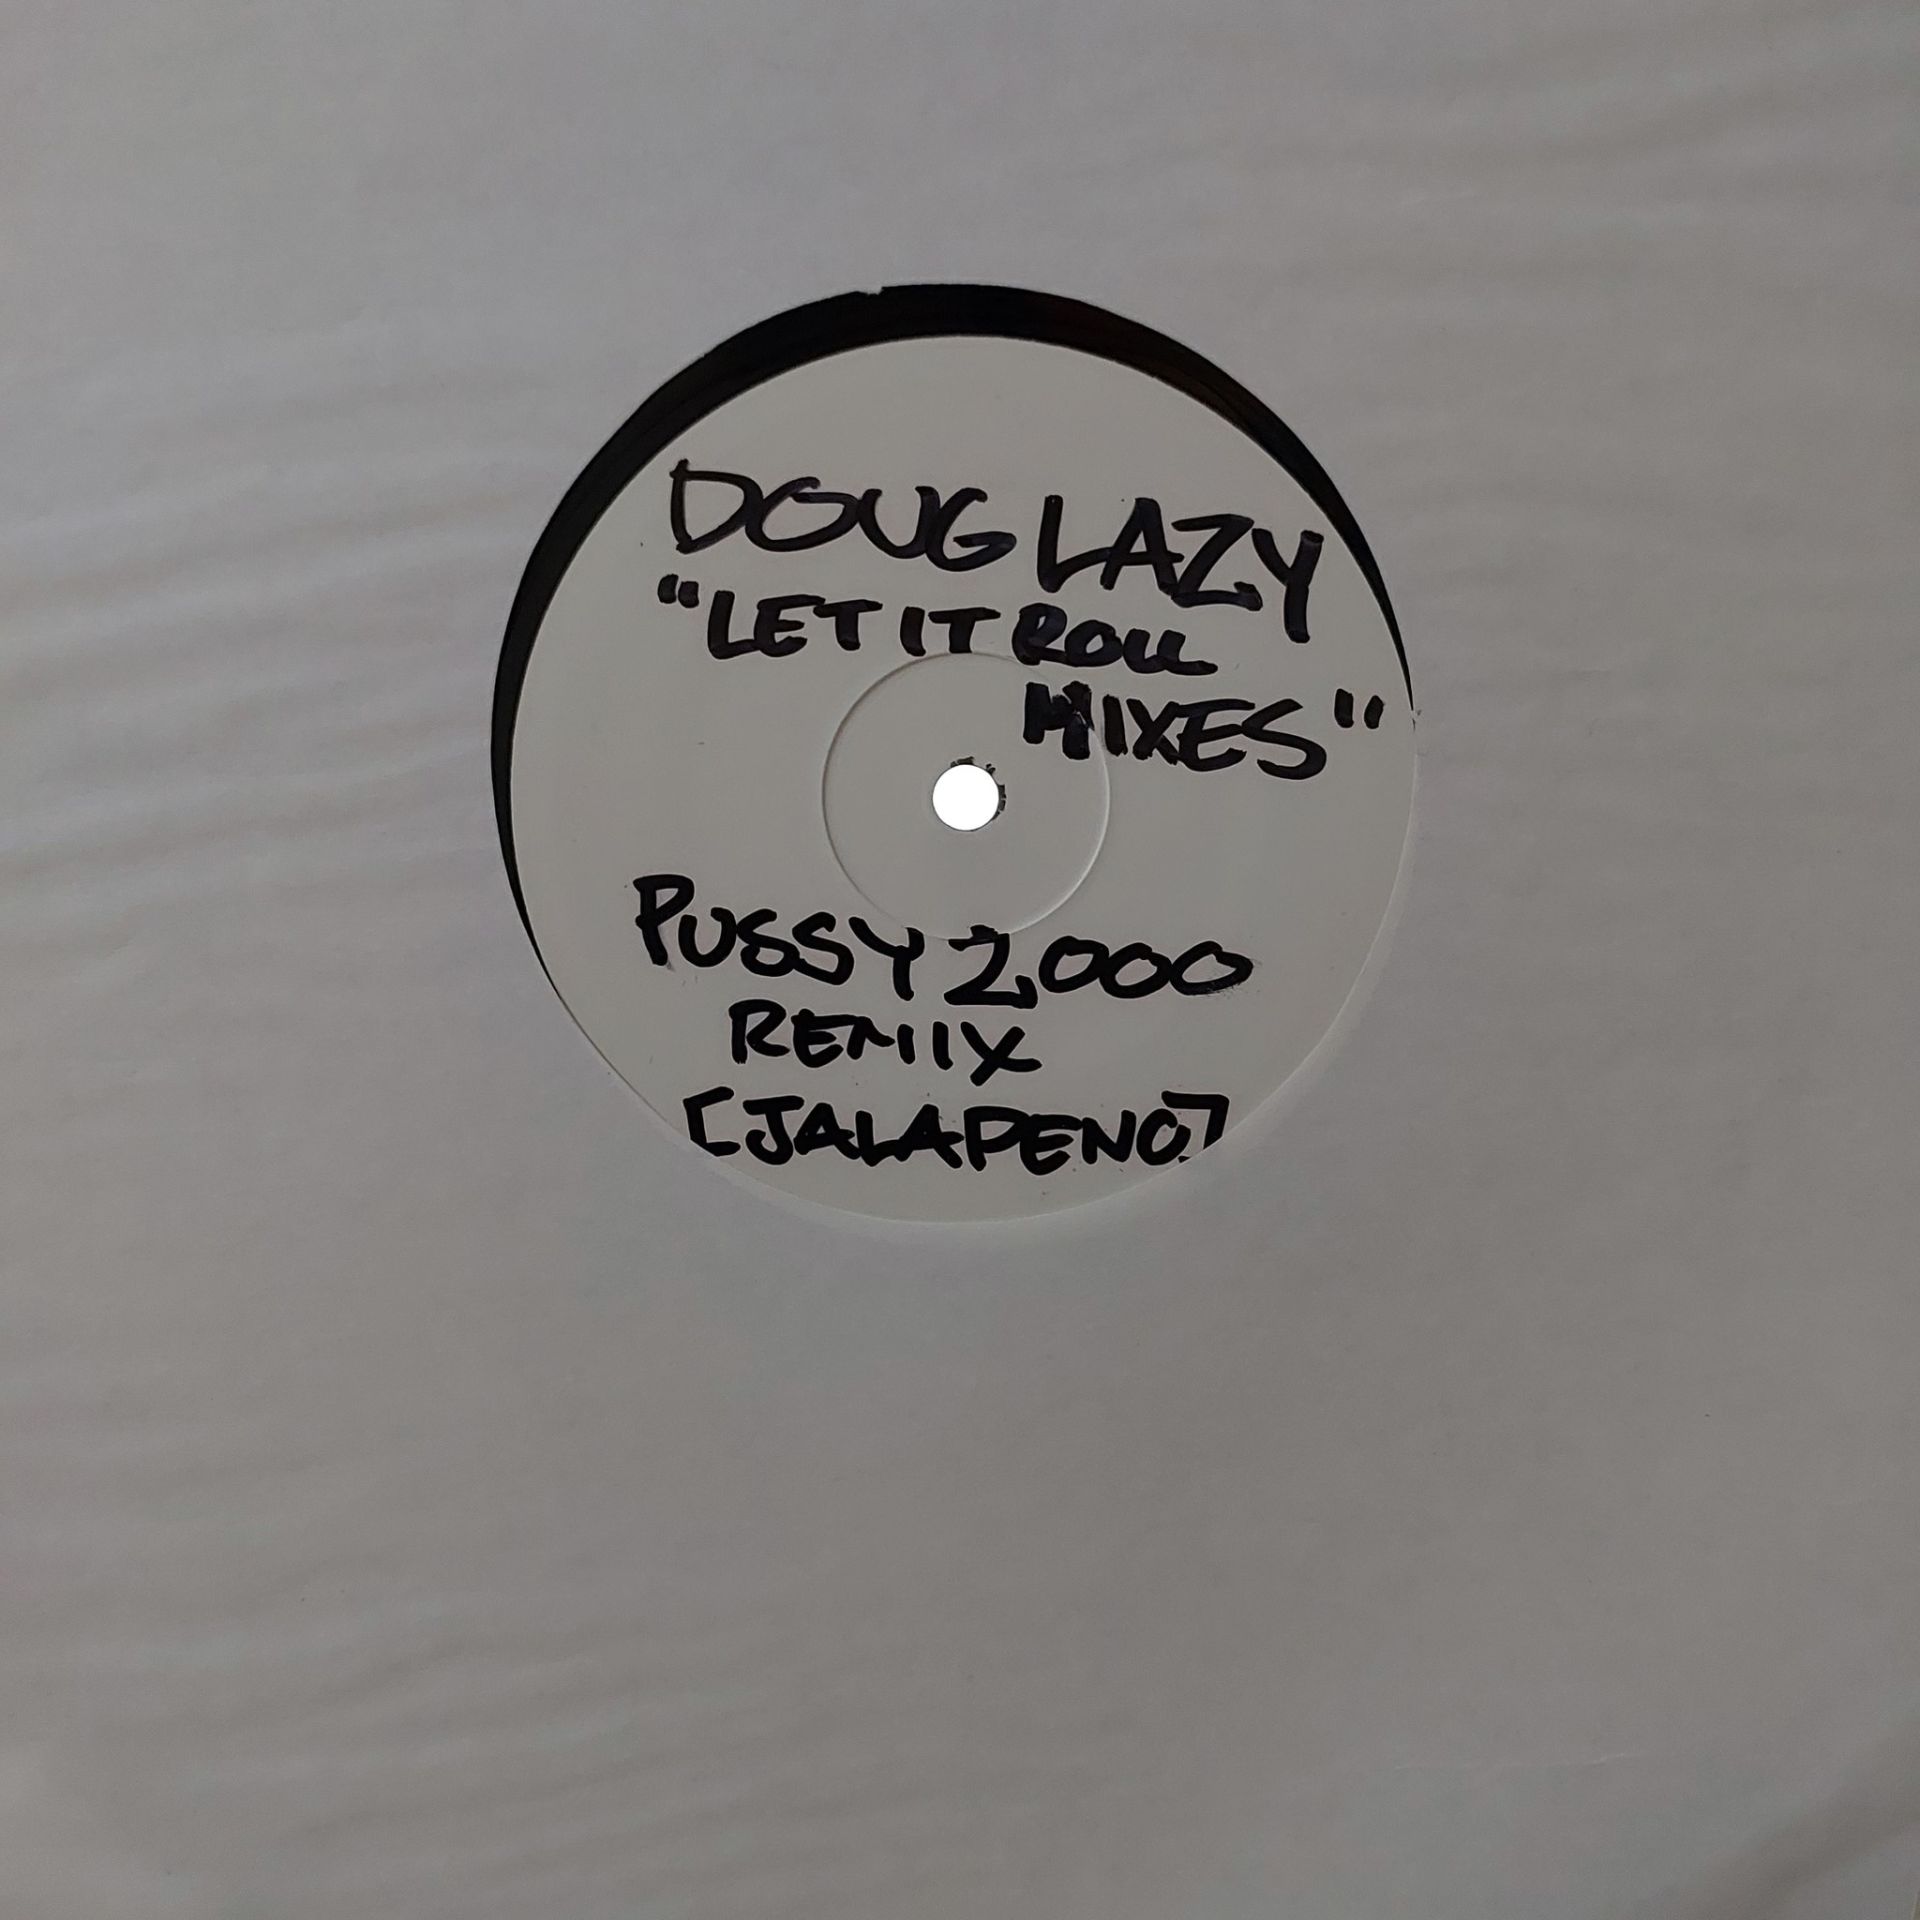 DOUG LAZY
"LET IT ROLL
MIXES"
PUSSY 2,000
REMIX
[JALAPENO]